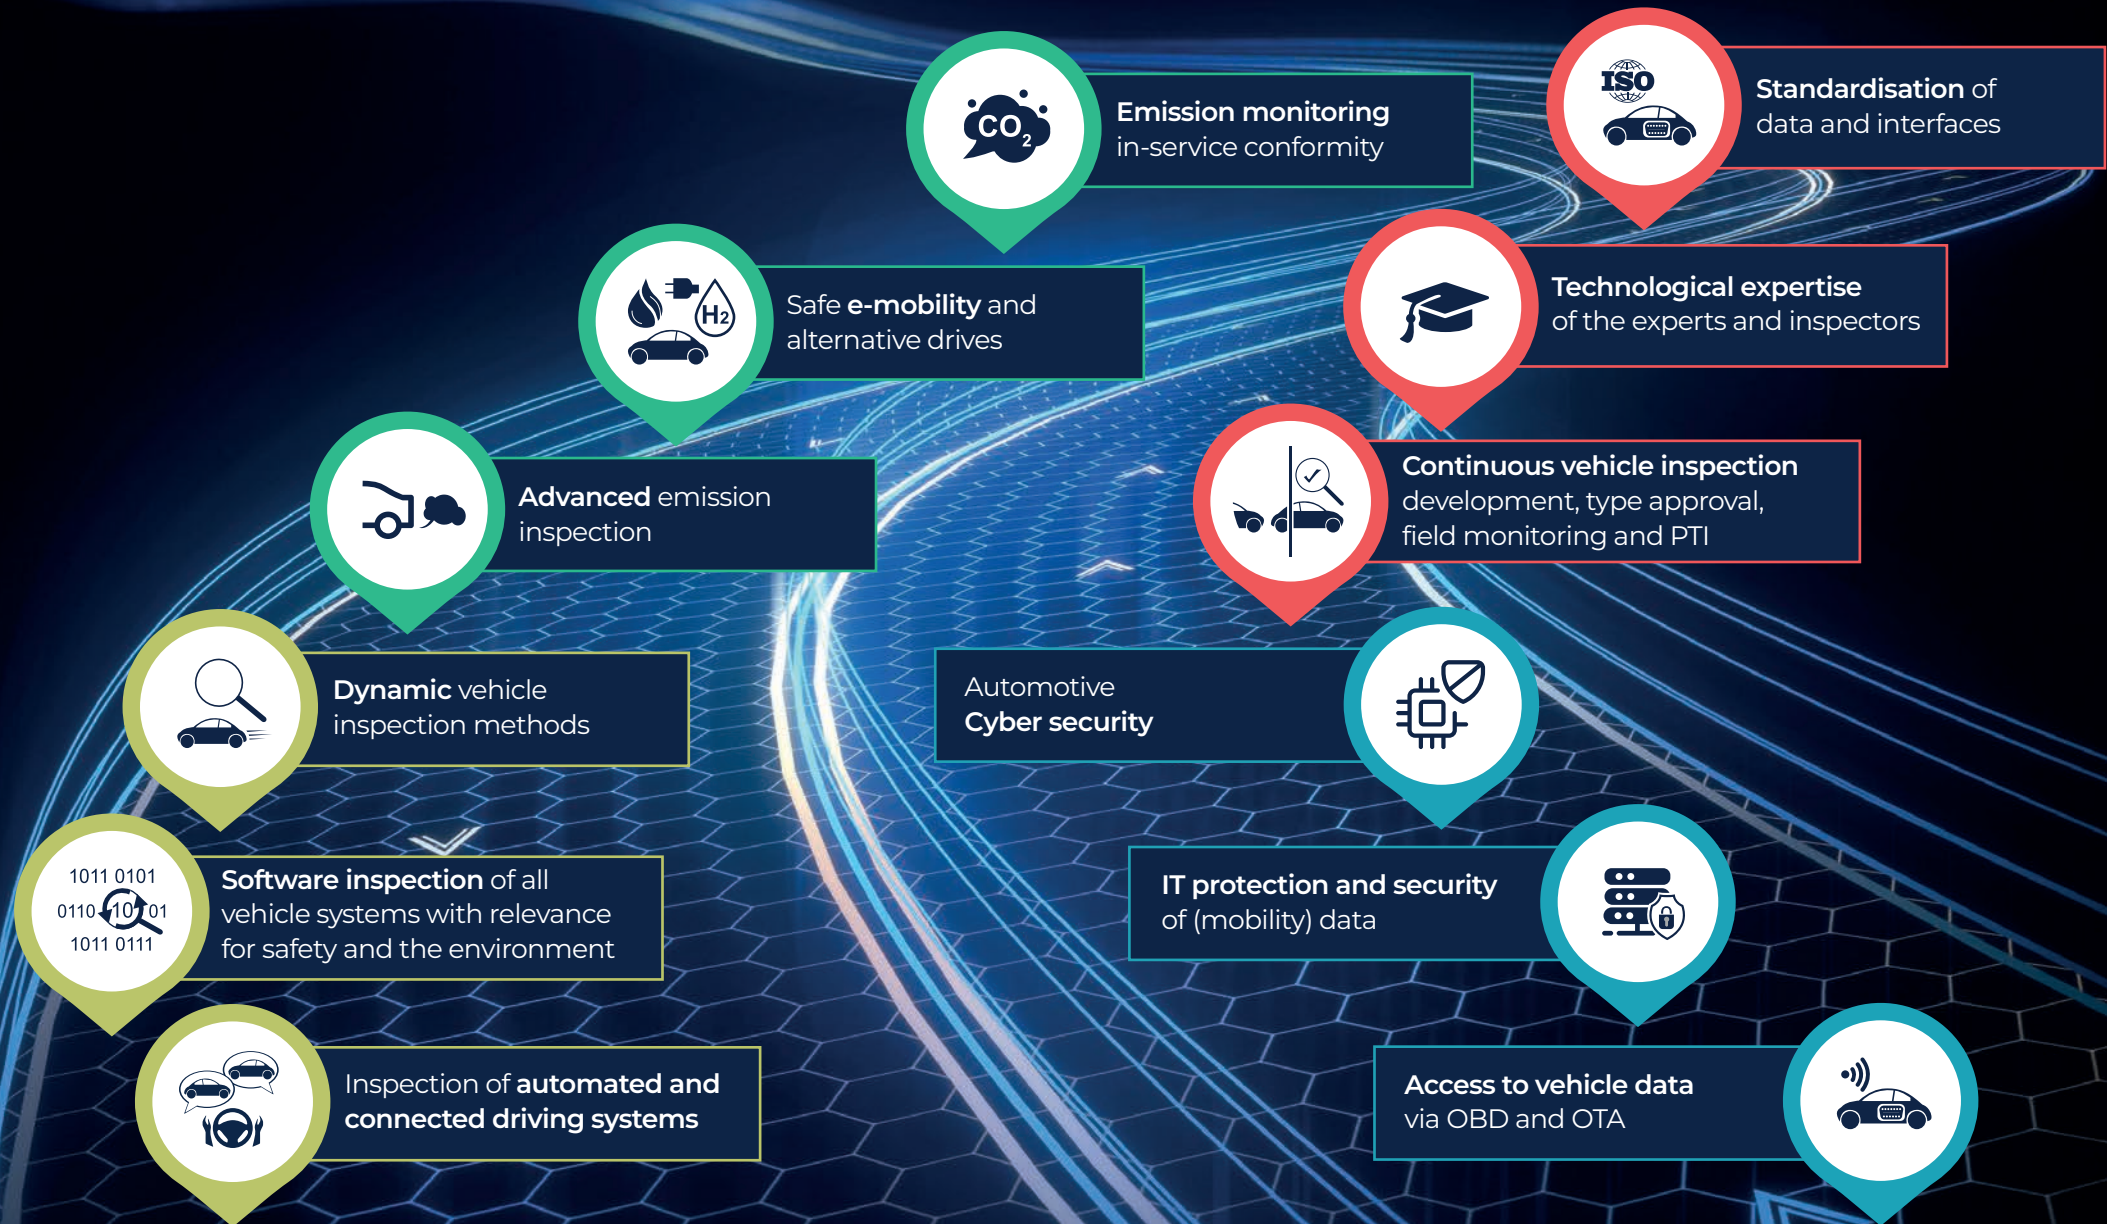 CO2
Emission monitoring
in-service conformity
ISO
Standardisation of
data and interfaces
H2
Safe e-mobility and
alternative drives
Technological expertise
of the experts and inspectors
Advanced emission
inspection
Continuous vehicle inspection
development, type approval,
field monitoring and PTI
Dynamic vehicle
inspection methods
Automotive
Cyber security
1011 0101
0110 10101
1011 0111
Software inspection of all
vehicle systems with relevance
for safety and the environment
IT protection and security
of (mobility) data
Inspection of automated and
connected driving systems
Access to vehicle data
via OBD and OTA